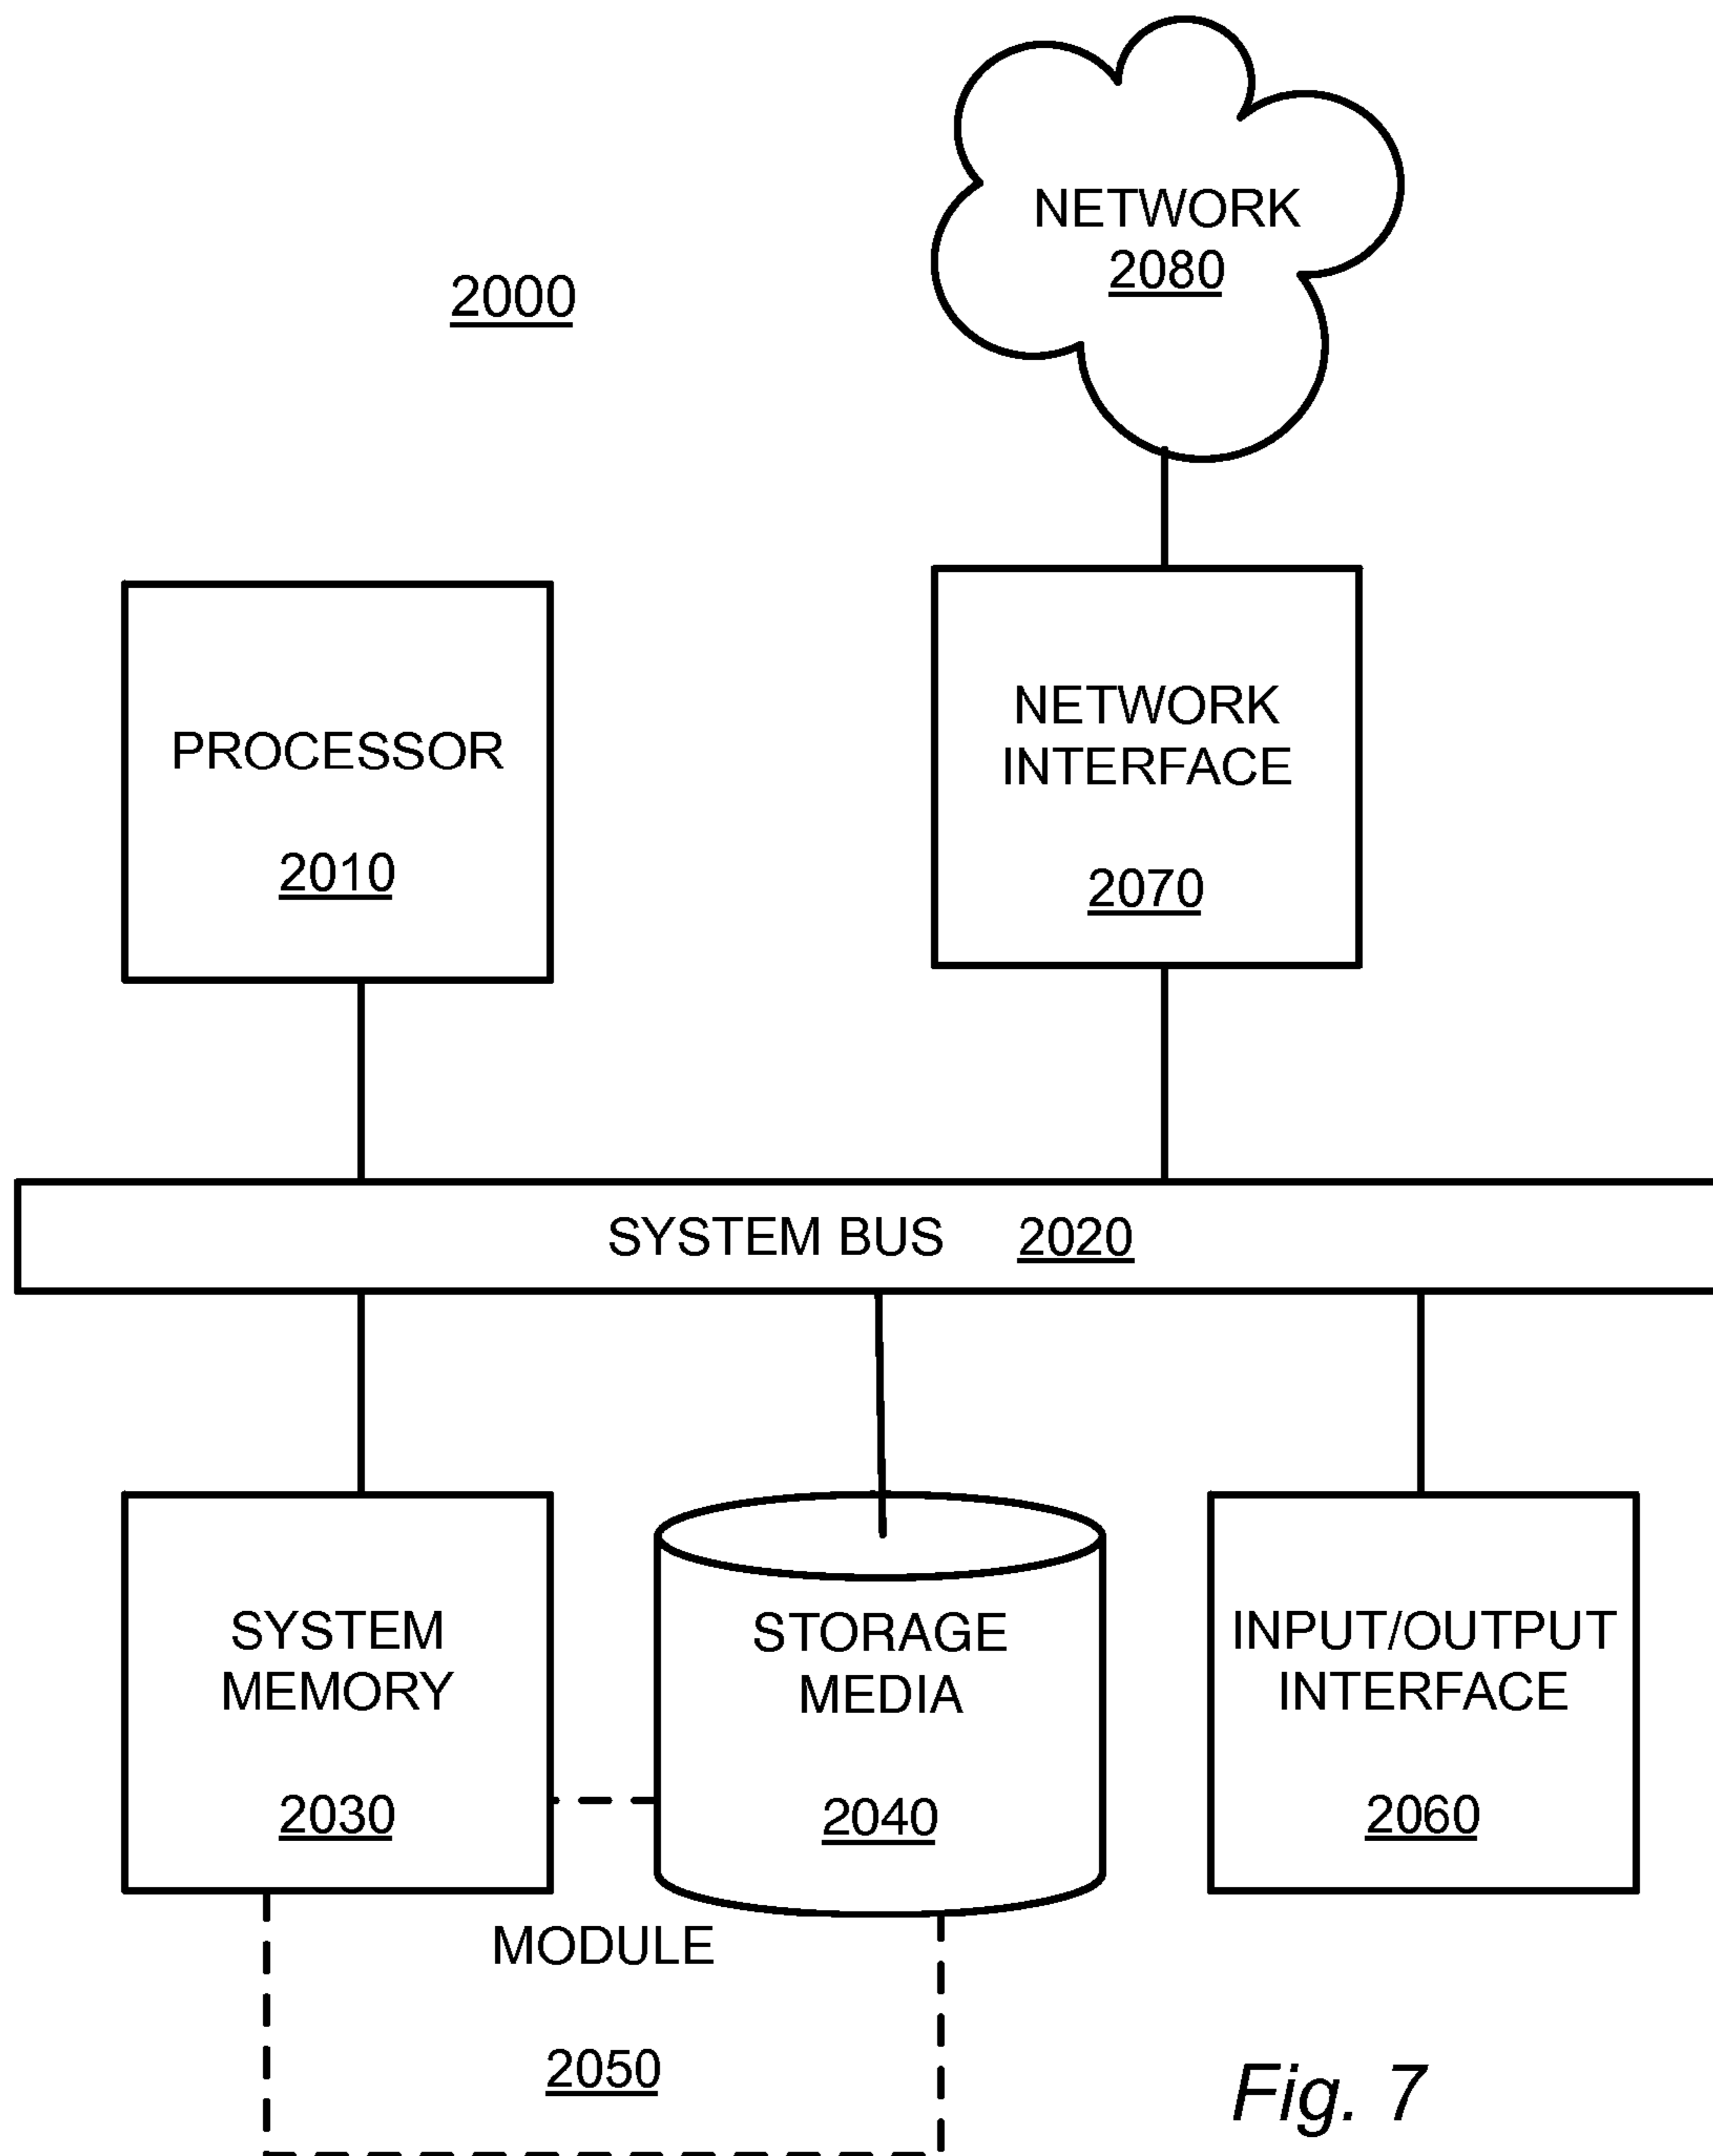 NETWORK
2080
2000
PROCESSOR
2010
NETWORK
INTERFACE
2070
SYSTEM BUS 2020
SYSTEM
MEMORY
2030
STORAGE
MEDIA
2040
INPUT/OUTPUT
INTERFACE
2060
MODULE
2050
Fig. 7